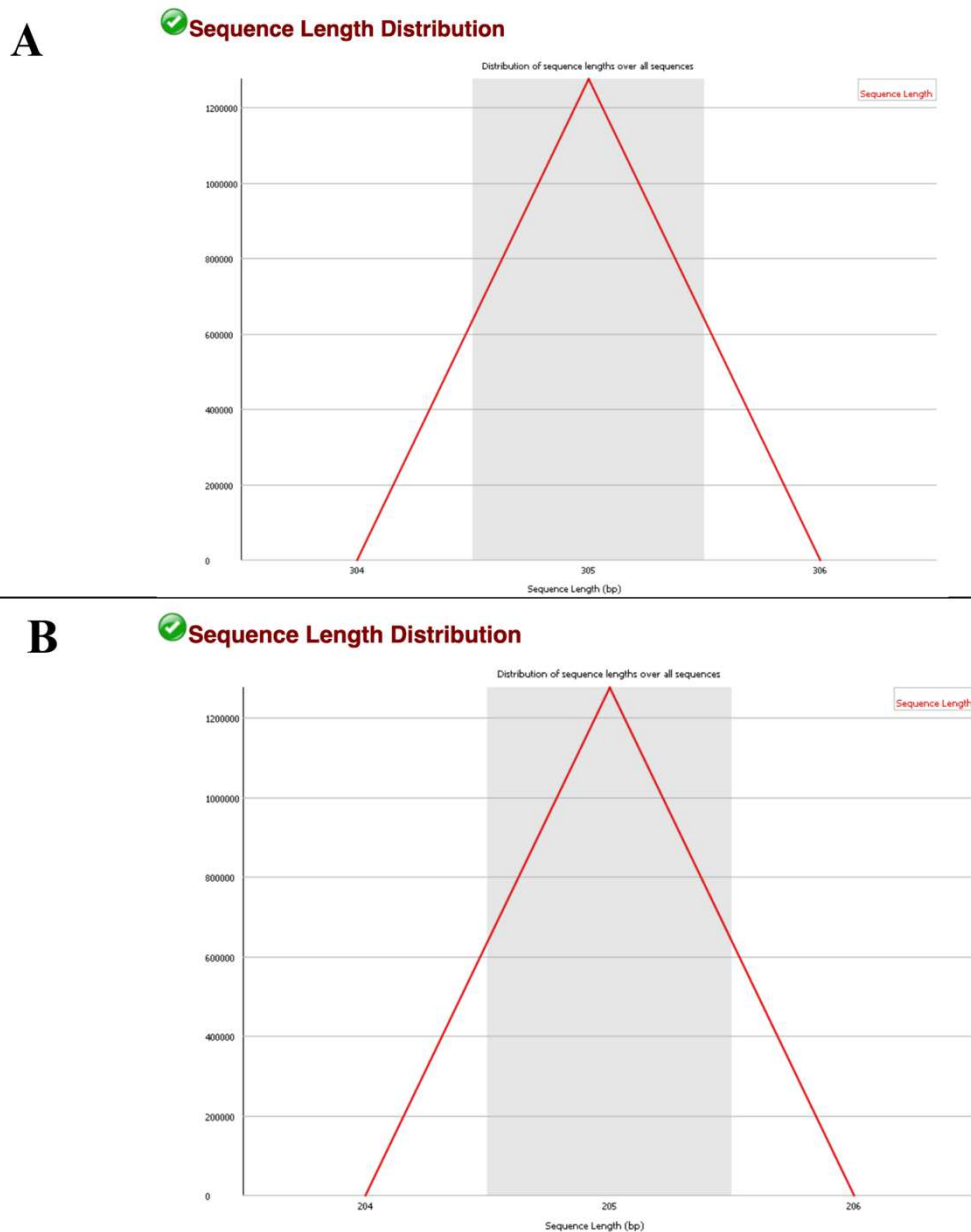 A
Sequence Length Distribution
Distribution of sequence lengths over all sequences
Sequence Length
1200000
1000000
800000
600000
400000
200000
0
304 305 306
Sequence Length (bp)
B
Sequence Length Distribution
Distribution of sequence lengths over all sequences
Sequence Length
1200000
1000000
800000
600000
400000
200000
0
204 205 206
Sequence Length (bp)